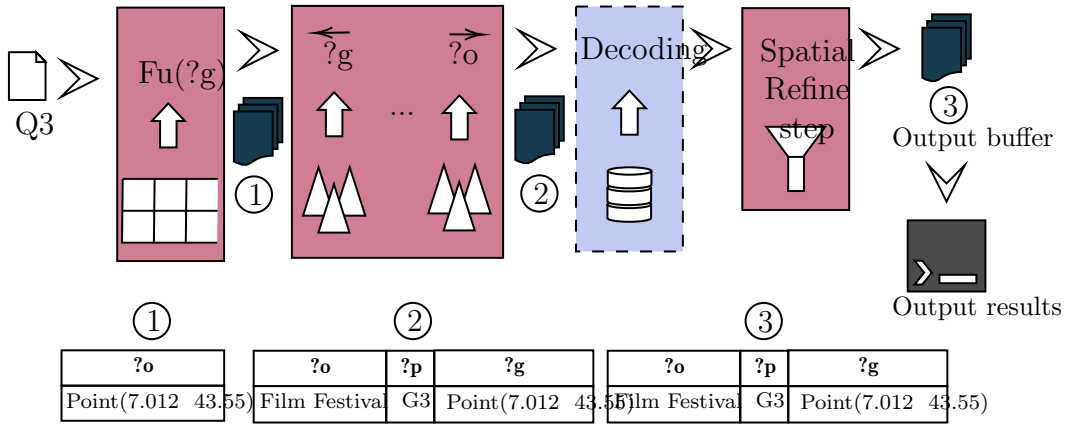 Q3
Fu(?g)
1
?g
...
?o
2
Decoding
Spatial
Refine
step
3
Output buffer
Output results
1
2
3
?o
Point(7.012 43.55)
?o ?p ?g
Film Festival G3 Point(7.012 43.55)
?o ?p ?g
Film Festival G3 Point(7.012 43.55)